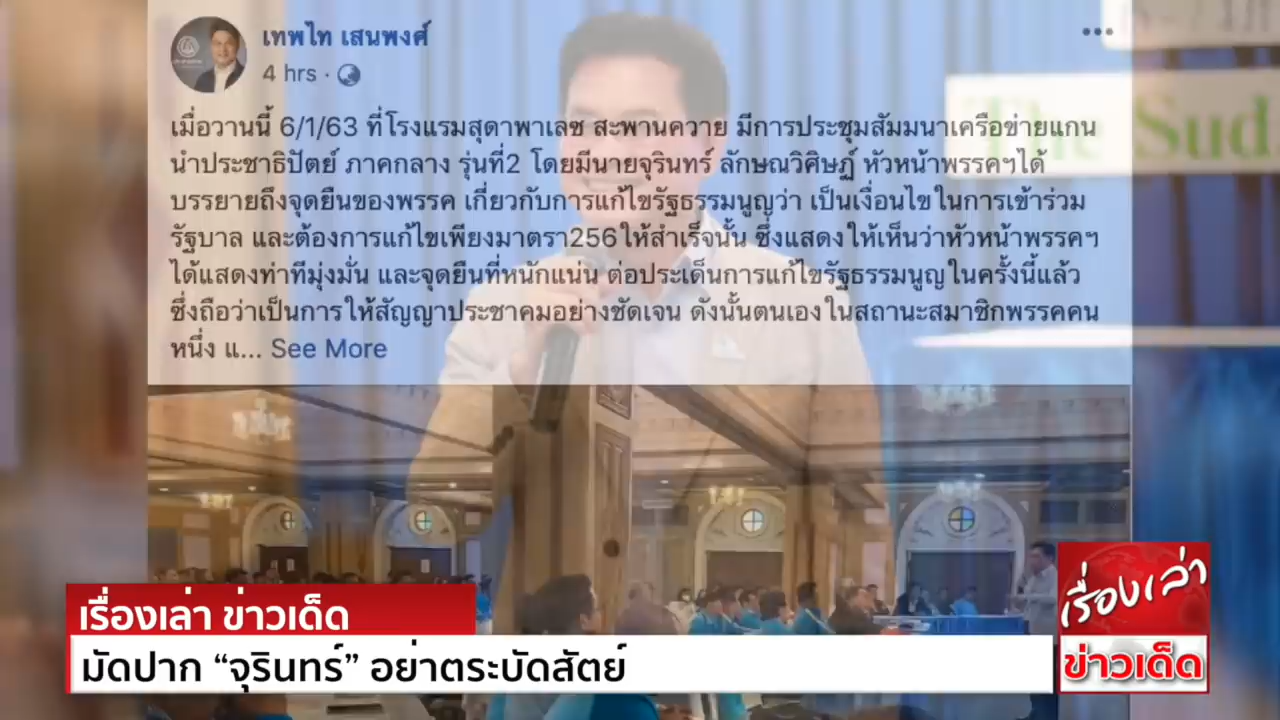 เทพไท เสนพงศ์
4 hrs ·
เมื่อวานนี้ 6/1/63 ที่โรงแรมสุดาพาเลซ สะพานควาย มีการประชุมสัมมนาเครือข่ายแกน
นำประชาธิปัตย์ ภาคกลาง รุ่นที่2 โดยมีนายจุรินทร์ ลักษณวิศิษฏ์ หัวหน้าพรรคฯได้
บรรยายถึงจุดยืนของพรรค เกี่ยวกับการแก้ไขรัฐธรรมนูญว่า เป็นเงื่อนไขในการเข้าร่วม
รัฐบาล และต้องการแก้ไขเพียงมาตรา256ให้สำเร็จนั้น ซึ่งแสดงให้เห็นว่าหัวหน้าพรรคฯ
ได้แสดงท่าทีมุ่งมั่น และจุดยืนที่หนักแน่น ต่อประเด็นการแก้ไขรัฐธรรมนูญในครั้งนี้แล้ว
ซึ่งถือว่าเป็นการให้สัญญาประชาคมอย่างชัดเจน ดังนั้นตนเองในสถานะสมาชิกพรรคคน
หนึ่ง แ... See More
The Sud
เรื่องเล่า ข่าวเด็ด
มัดปาก “จุรินทร์” อย่าตระบัดสัตย์
เรื่องเล่า
ข่าวเด็ด